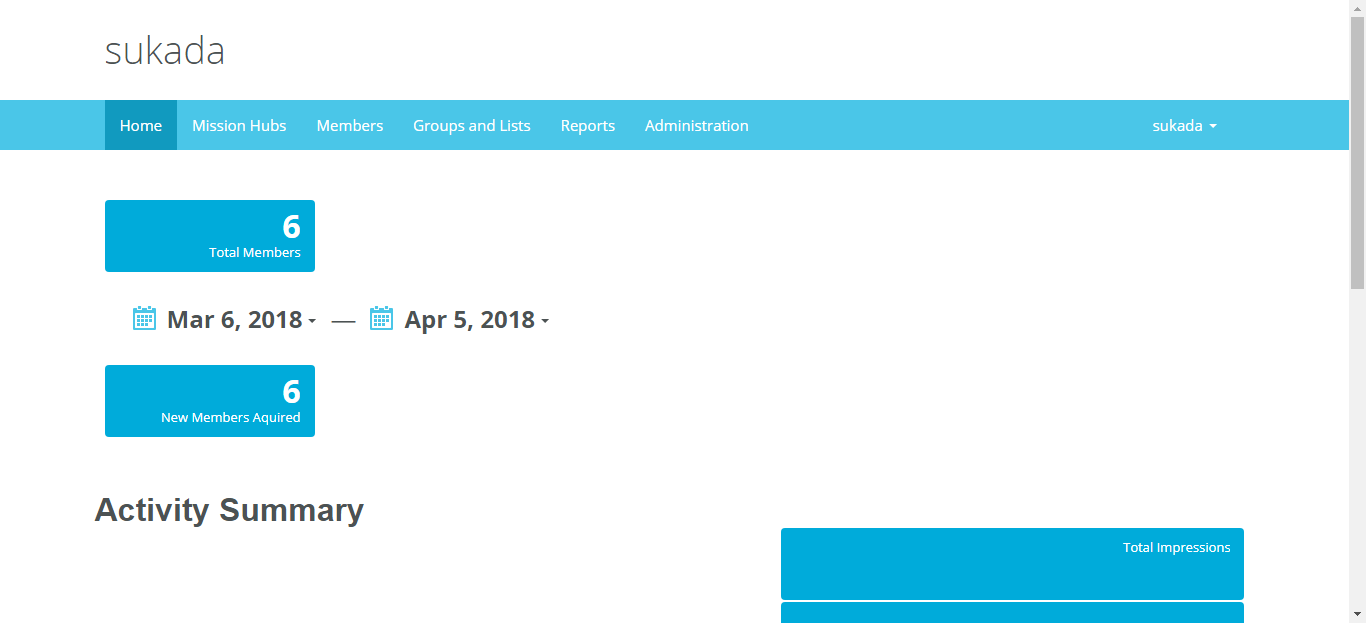 sukada
Home Mission Hubs Members Groups and Lists Reports Administration sukada
6
Total Members
Mar 6, 2018 — Apr 5, 2018
6
New Members Aquired
Activity Summary
Total Impressions